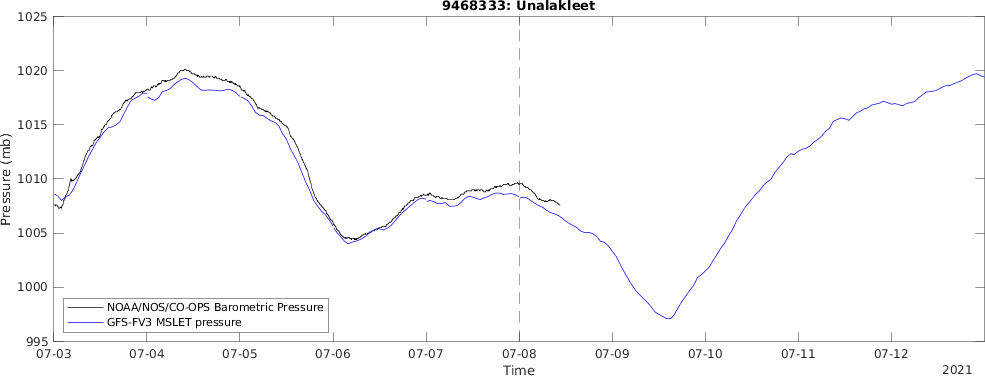 9468333: Unalakleet
Pressure (mb)
1025
1020
1015
1010
1005
1000
995
NOAA/NOS/CO-OPS Barometric Pressure
GFS-FV3 MSLET pressure
07-03 07-04 07-05 07-06 07-07 07-08 07-09 07-10 07-11 07-12
Time
2021